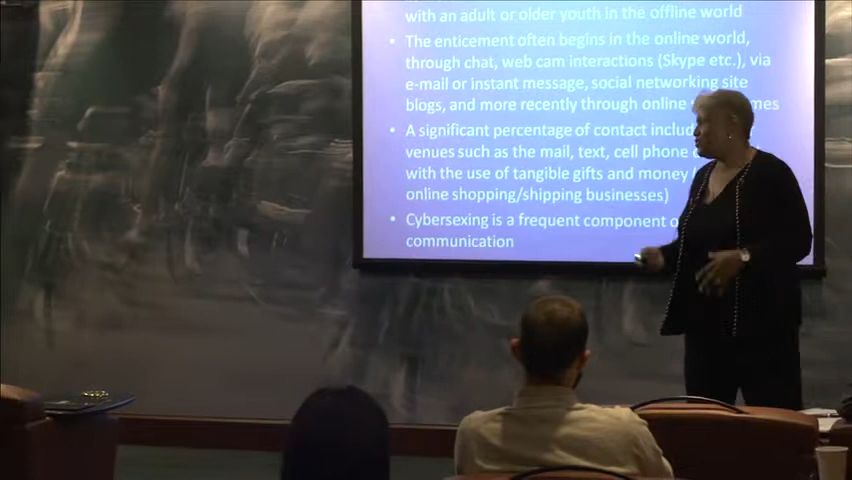 with an adult or older youth in the offline world
• The enticement often begins in the online world,
through chat, web cam interactions (Skype etc.), via
e-mail or instant message, social networking site
blogs, and more recently through online
• A significant percentage of contact
venues such as the mail, text, cell phone
with the use of tangible gifts and money
online shopping/shipping businesses)
• Cybersexing is a frequent component
communication